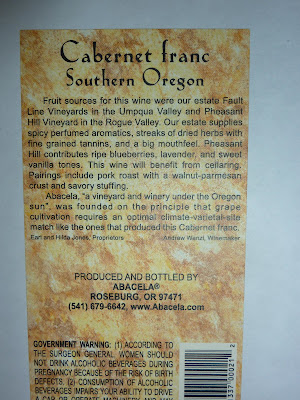 Cabernet franc
Southern Oregon
Fruit sources for this wine were our estate Fault
Line Vineyards in the Umpqua Valley and Pheasant
Hill Vineyard in the Rogue Valley. Our estate supplies
spicy perfumed aromatics, streaks of dried herbs with
fine grained tannins, and a big mouthfeel. Pheasant
Hill contributes ripe blueberries, lavender, and sweet
vanilla tones. This wine will benefit from cellaring.
Pairings include pork roast with a walnut-parmesan
crust and savory stuffing.
Abacela, "a vineyard and winery under the Oregon
sun", was founded on the principle that grape
cultivation requires an optimal climate-varietal-site
match like the ones that produced this Cabernet franc.
Earl and Hilda Jones, Proprietors Andrew Wenzl, Winemaker
PRODUCED AND BOTTLED BY
ABACELA®
ROSEBURG, OR 97471
(541) 679-6642, www.Abacela.com
GOVERNMENT WARNING: (1) ACCORDING TO
THE SURGEON GENERAL, WOMEN SHOULD
NOT DRINK ALCOHOLIC BEVERAGES DURING
PREGNANCY BECAUSE OF THE RISK OF BIRTH
DEFECTS. (2) CONSUMPTION OF ALCOHOLIC
BEVERAGES IMPAIRS YOUR ABILITY TO DRIVE
A CAR OR OPERATE MACHINERY, AND MAY